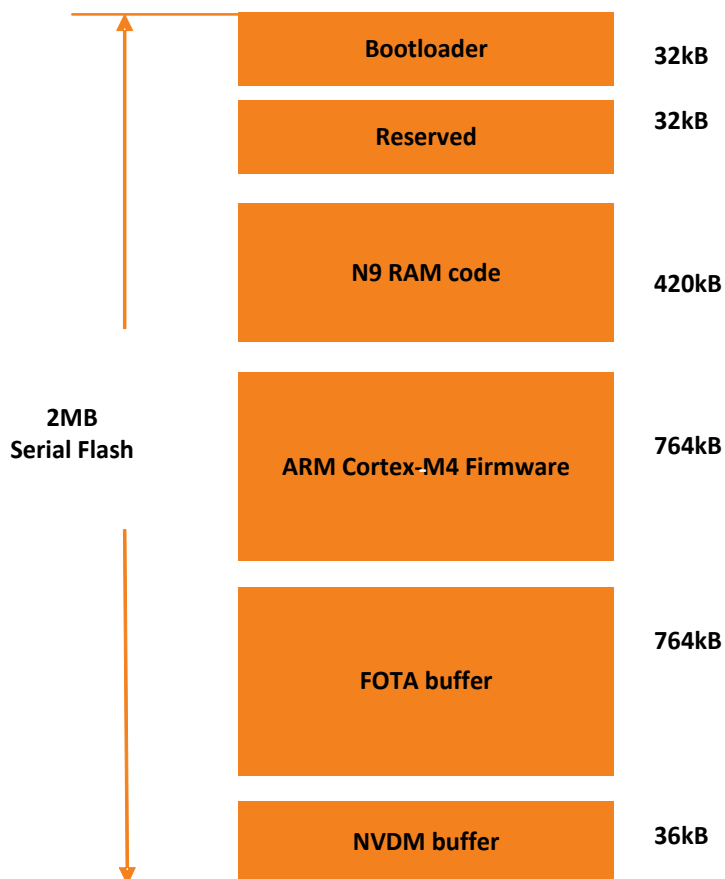 Bootloader
32kB
Reserved
32kB
N9 RAM code
420kB
2MB
Serial Flash
ARM Cortex-M4 Firmware
764kB
FOTA buffer
764kB
NVDM buffer
36kB